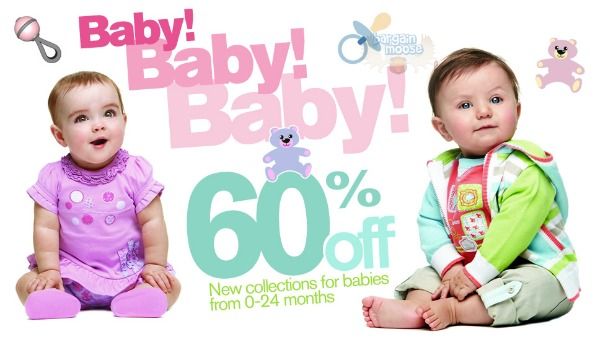 Baby!
Baby!
Baby!
bargain
moose
60% off
New collections for babies
from 0-24 months